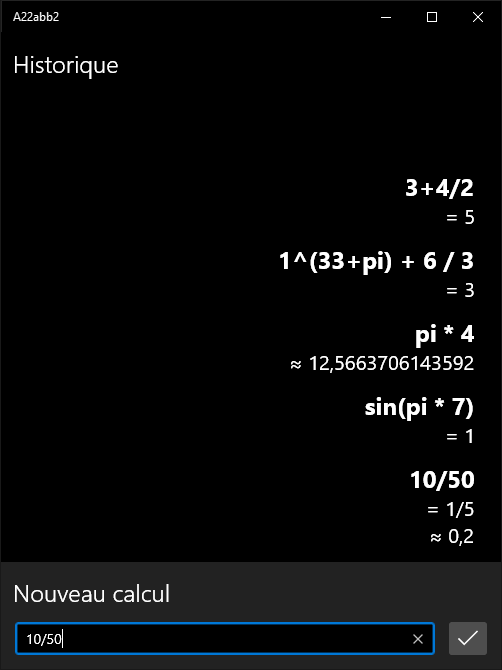 A22abb2
Historique
3+4/2
= 5
1^(33+pi) + 6 / 3
= 3
pi * 4
≈ 12,5663706143592
sin(pi * 7)
= 1
10/50
= 1/5
≈ 0,2
Nouveau calcul
10/50